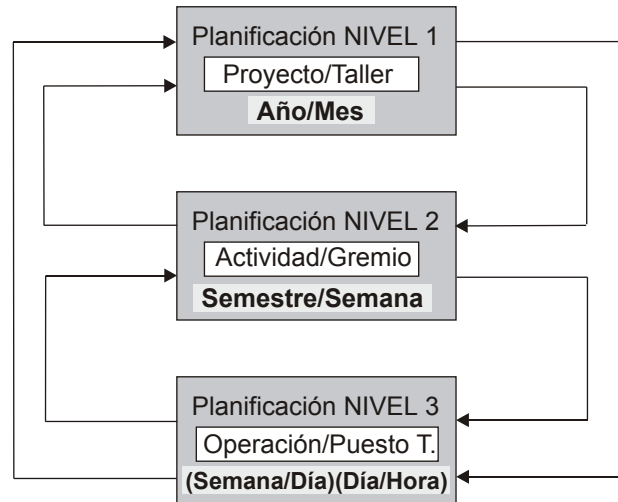 Planificación NIVEL 1
Proyecto/Taller
Año/Mes
Planificación NIVEL 2
Actividad/Gremio
Semestre/Semana
Planificación NIVEL 3
Operación/Puesto T.
(Semana/Día)(Día/Hora)